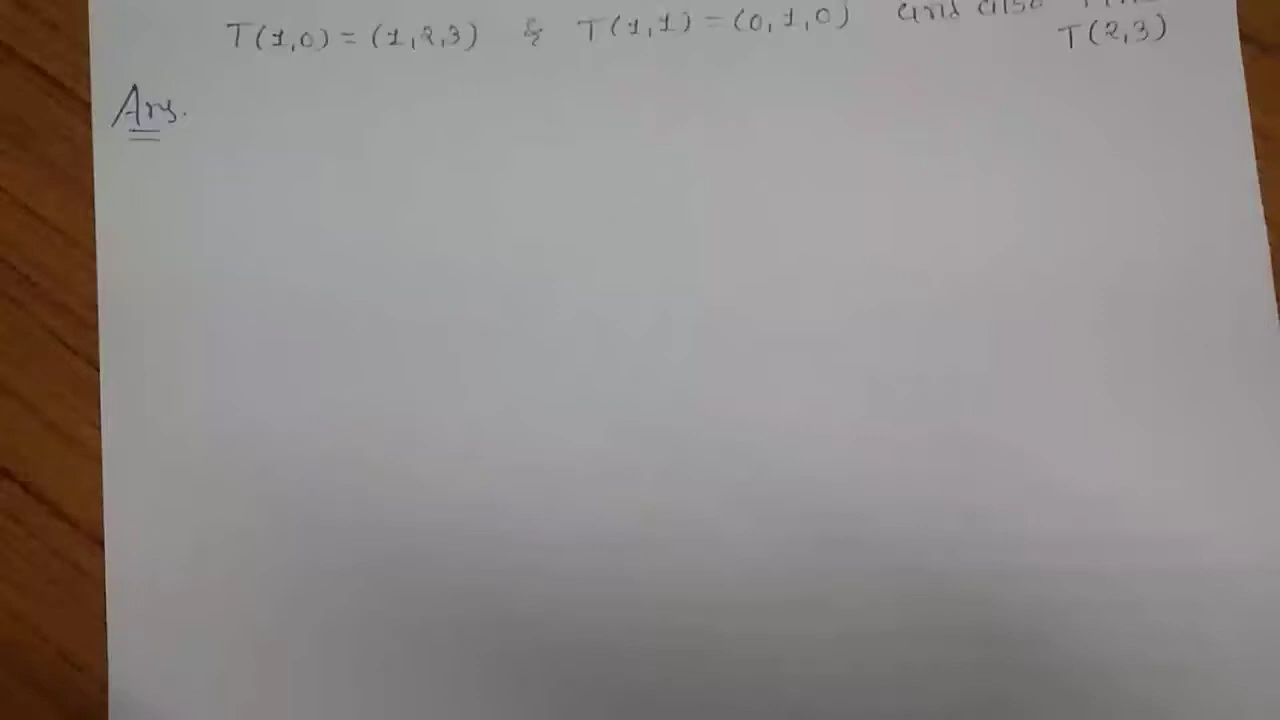 T(1,0) = (1,2,3) & T(1,1) = (0,1,0) and also
T(2,3)
Ans.